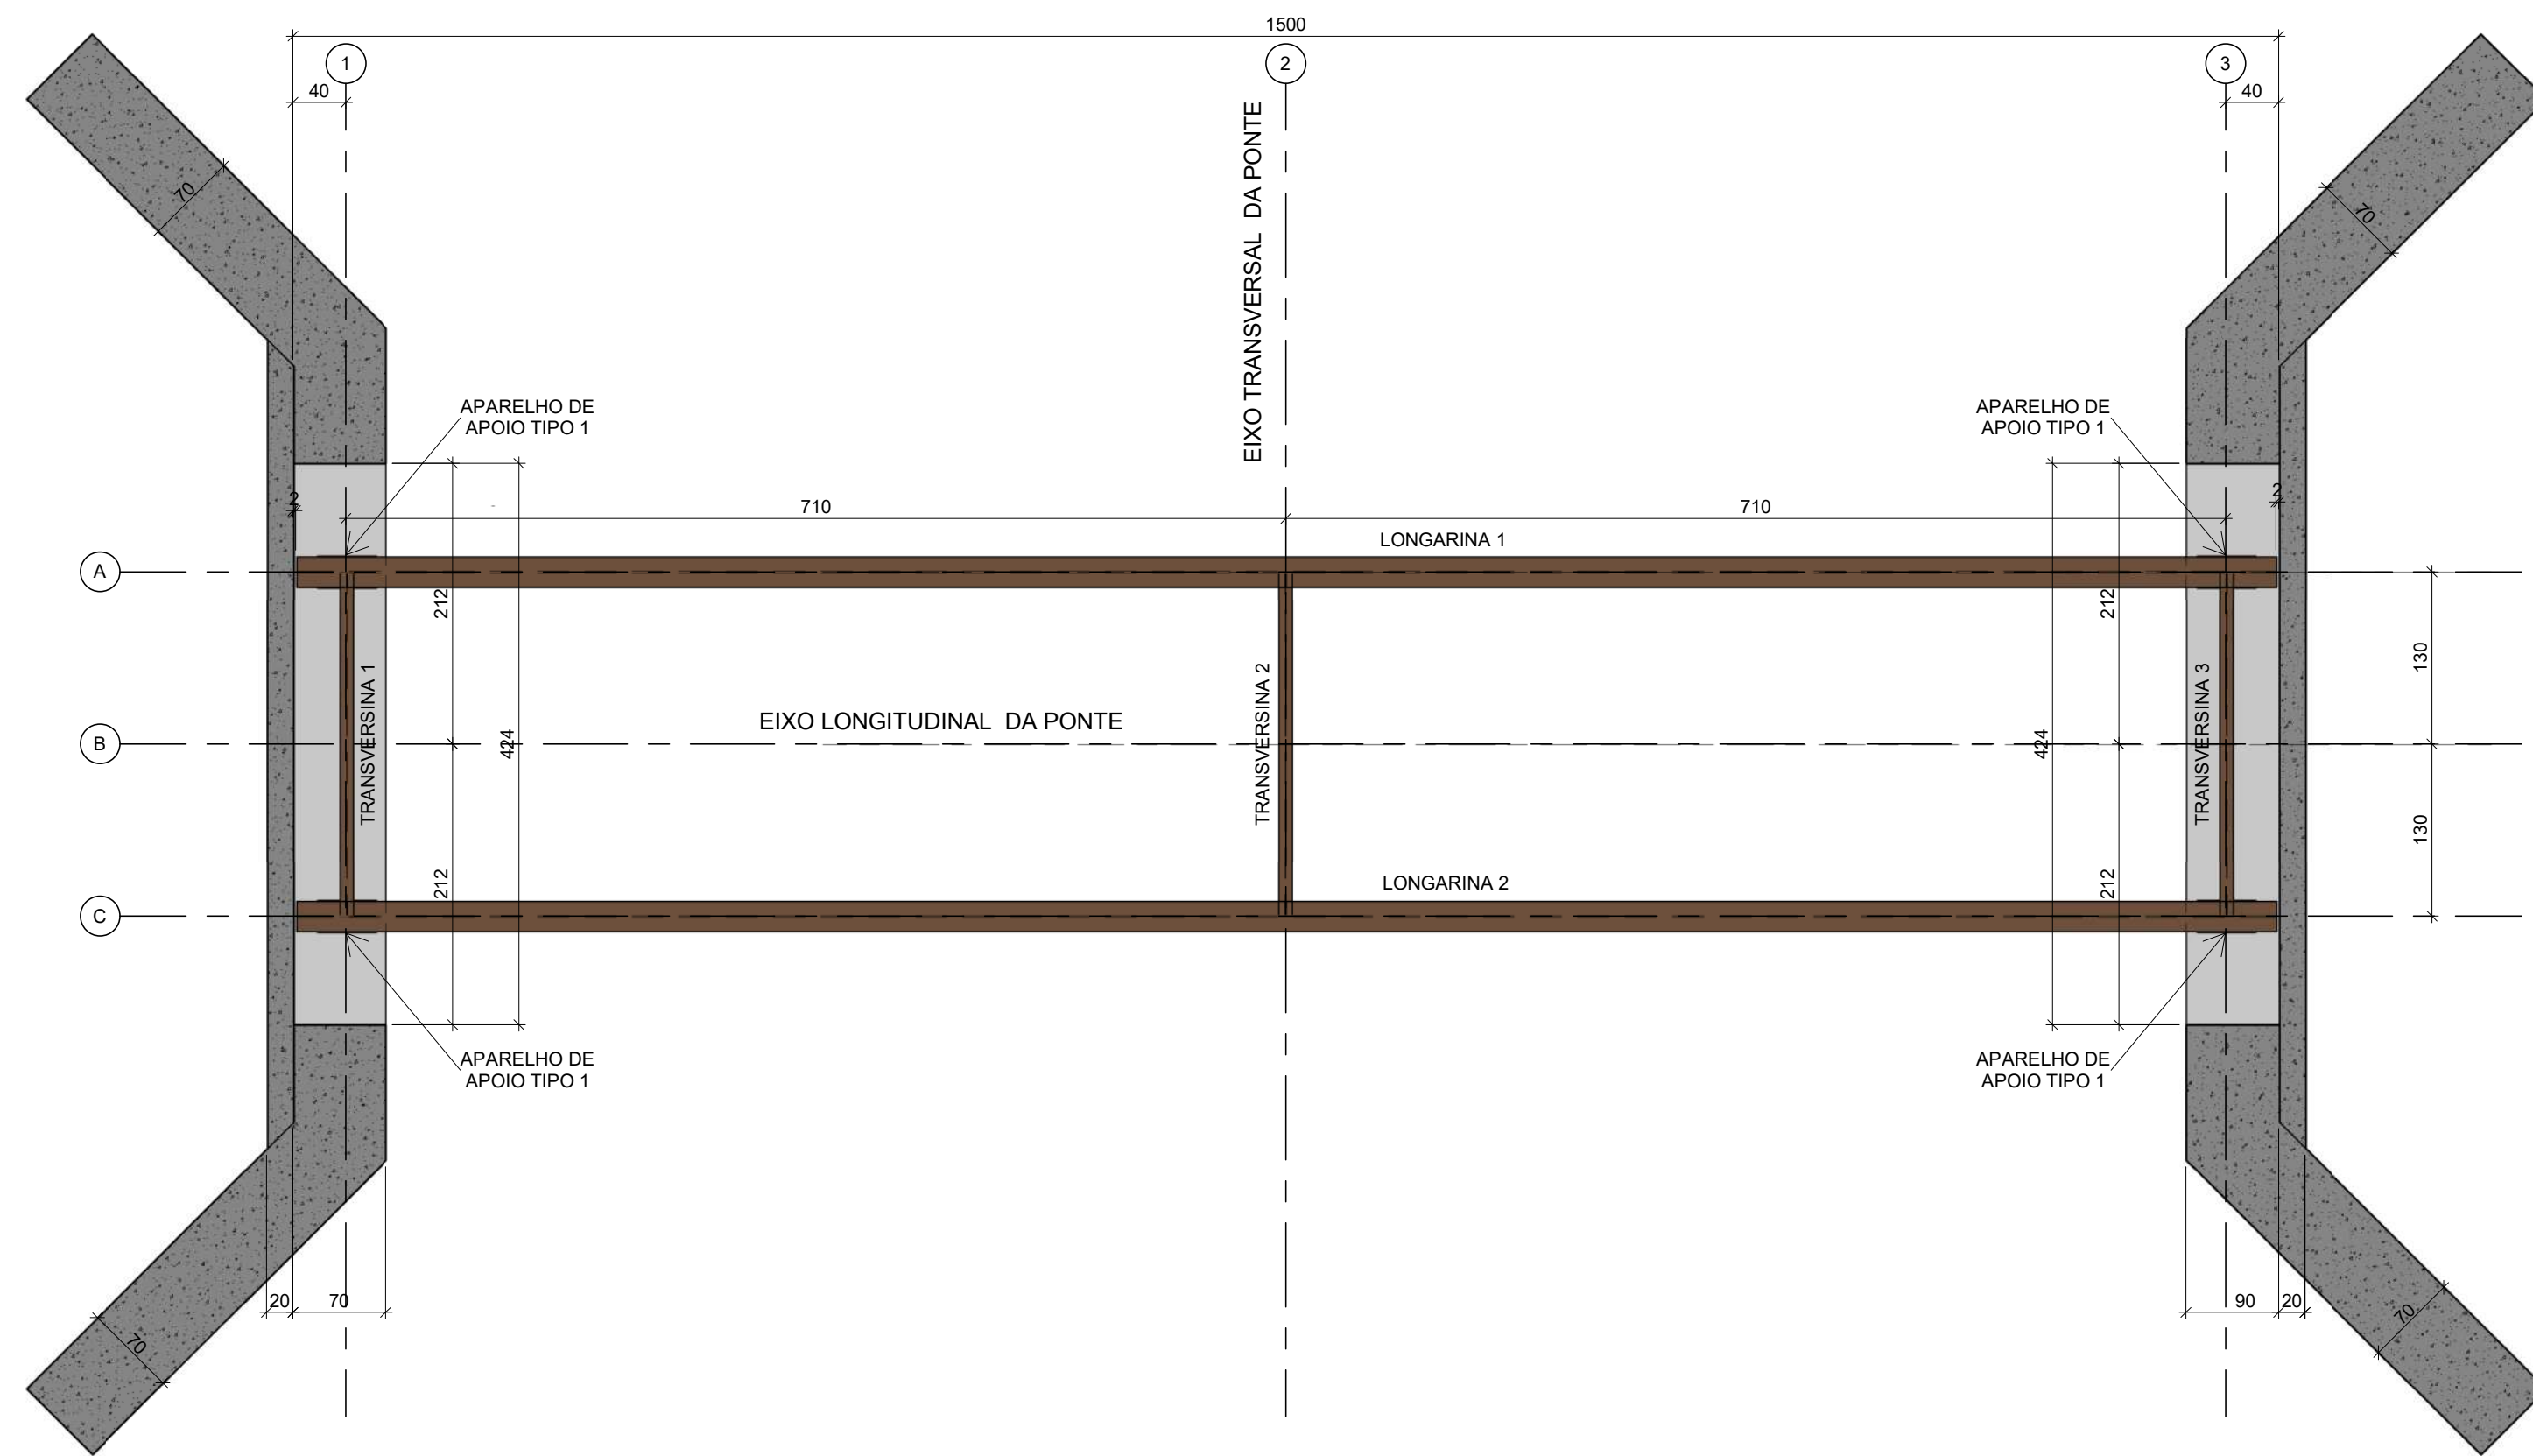 1500
1
2
3
40
40
EIXO TRANSVERSAL DA PONTE
70
70
APARELHO DE
APOIO TIPO 1
APARELHO DE
APOIO TIPO 1
2
2
710
710
LONGARINA 1
A
212
212
130
TRANSVERSINA 1
TRANSVERSINA 2
TRANSVERSINA 3
EIXO LONGITUDINAL DA PONTE
B
424
424
130
212
212
LONGARINA 2
C
APARELHO DE
APOIO TIPO 1
APARELHO DE
APOIO TIPO 1
20
70
90
20
70
70